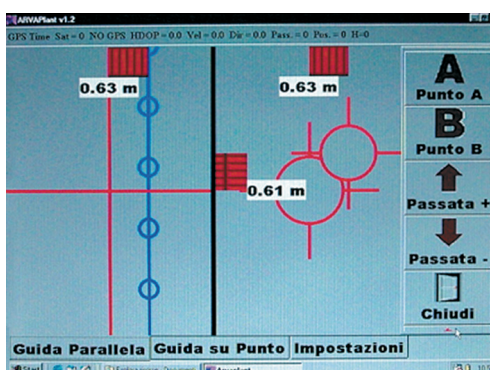 ARVAPlant v1.2
GPS Time Sat = 0 NO GPS HDOP = 0.0 Vel = 0.0 Dir = 0.0 Pass. = 0 Pos. = 0 H=0
0.63 m
0.63 m
0.61 m
A
Punto A
B
Punto B
Passata +
Passata -
Chiudi
Guida Parallela
Guida su Punto
Impostazioni
Start